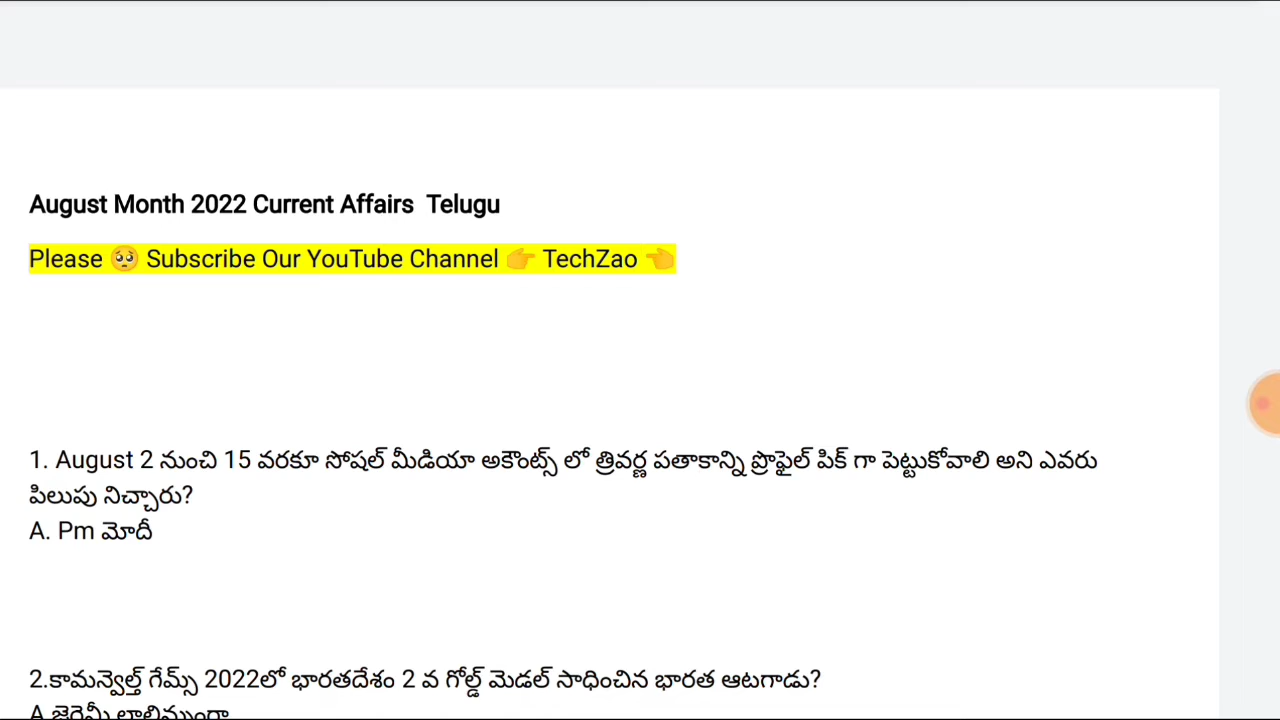 August Month 2022 Current Affairs Telugu
Please 🥺 Subscribe Our YouTube Channel 👉 TechZao 👈
1. August 2 నుంచి 15 వరకూ సోషల్ మీడియా అకౌంట్స్ లో త్రివర్ణ పతాకాన్ని ప్రొఫైల్ పిక్ గా పెట్టుకోవాలి అని ఎవరు
పిలుపు నిచ్చారు?
A. Pm మోదీ
2.కామన్వెల్త్ గేమ్స్ 2022లో భారతదేశం 2 వ గోల్డ్ మెడల్ సాధించిన భారత ఆటగాడు?
A.జెరెమీ